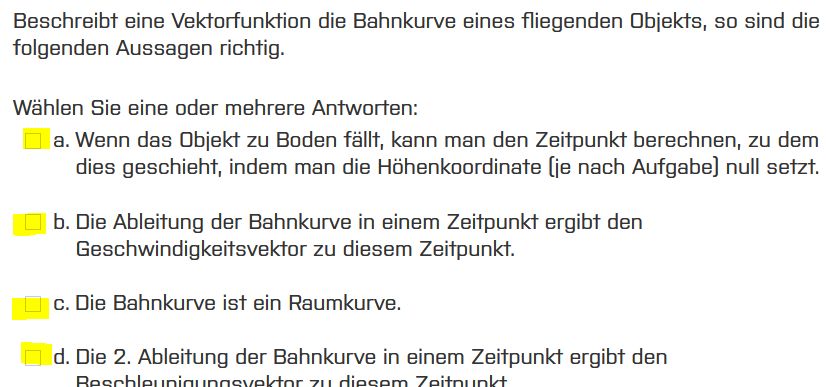 Beschreibt eine Vektorfunktion die Bahnkurve eines fliegenden Objekts, so sind die
folgenden Aussagen richtig.
Wählen Sie eine oder mehrere Antworten:
a. Wenn das Objekt zu Boden fällt, kann man den Zeitpunkt berechnen, zu dem
dies geschieht, indem man die Höhenkoordinate (je nach Aufgabe) null setzt.
b. Die Ableitung der Bahnkurve in einem Zeitpunkt ergibt den
Geschwindigkeitsvektor zu diesem Zeitpunkt.
c. Die Bahnkurve ist ein Raumkurve.
d. Die 2. Ableitung der Bahnkurve in einem Zeitpunkt ergibt den
Beschleunigungsvektor zu diesem Zeitpunkt